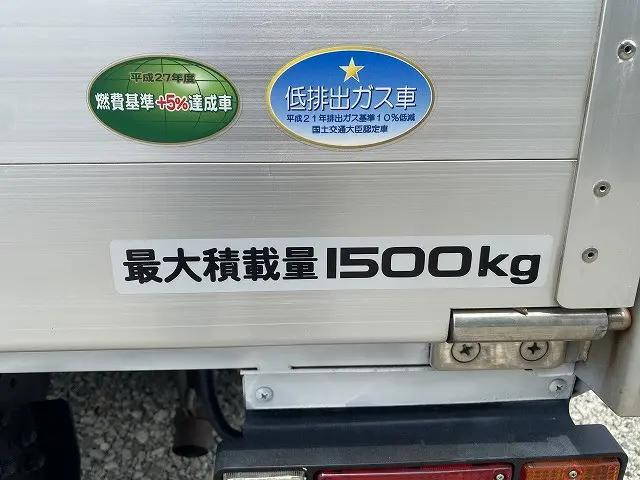 平成27年度
燃費基準+5%達成車
低排出ガス車
平成21年排出ガス基準10%低減
国土交通大臣認定車
最大積載量1500kg